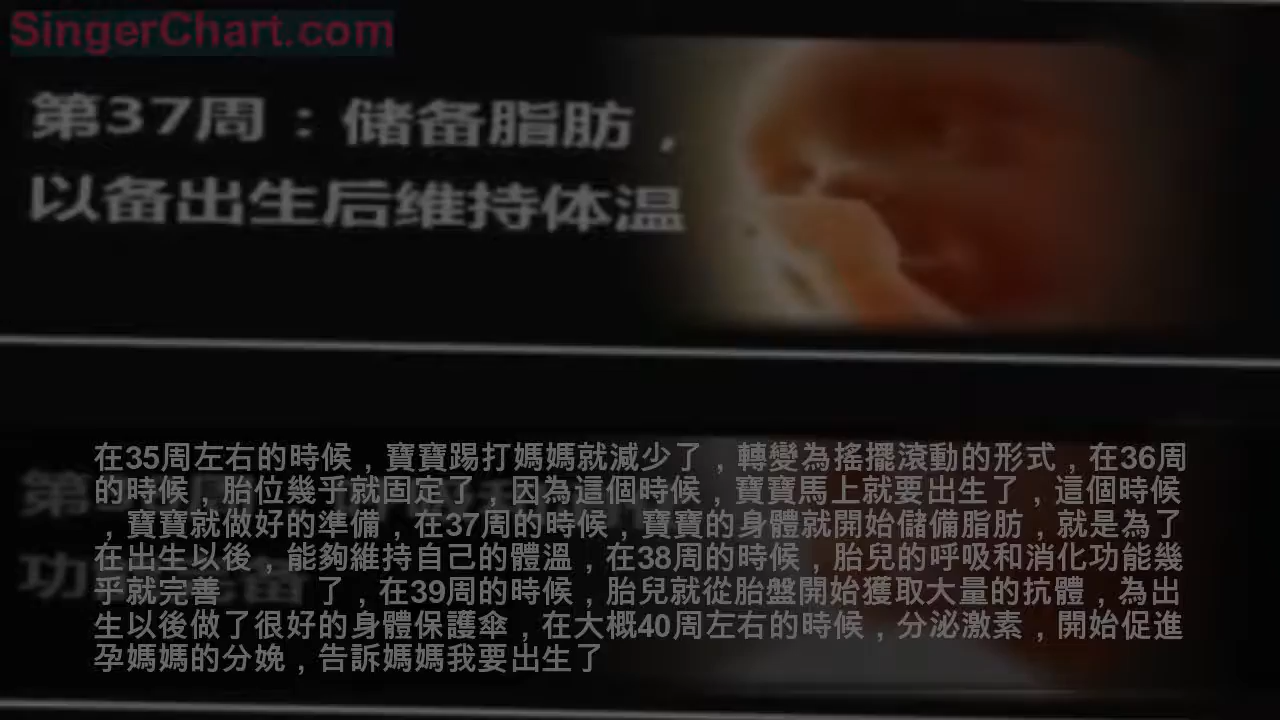 SingerChart.com
第37周：储备脂肪，
以备出生后维持体温
在35周左右的時候，寶寶踢打媽媽就減少了，轉變為搖擺滾動的形式，在36周
的時候，胎位幾乎就固定了，因為這個時候，寶寶馬上就要出生了，這個時候
，寶寶就做好的準備，在37周的時候，寶寶的身體就開始儲備脂肪，就是為了
在出生以後，能夠維持自己的體溫，在38周的時候，胎兒的呼吸和消化功能幾
乎就完善 了，在39周的時候，胎兒就從胎盤開始獲取大量的抗體，為出
生以後做了很好的身體保護傘，在大概40周左右的時候，分泌激素，開始促進
孕媽媽的分娩，告訴媽媽我要出生了